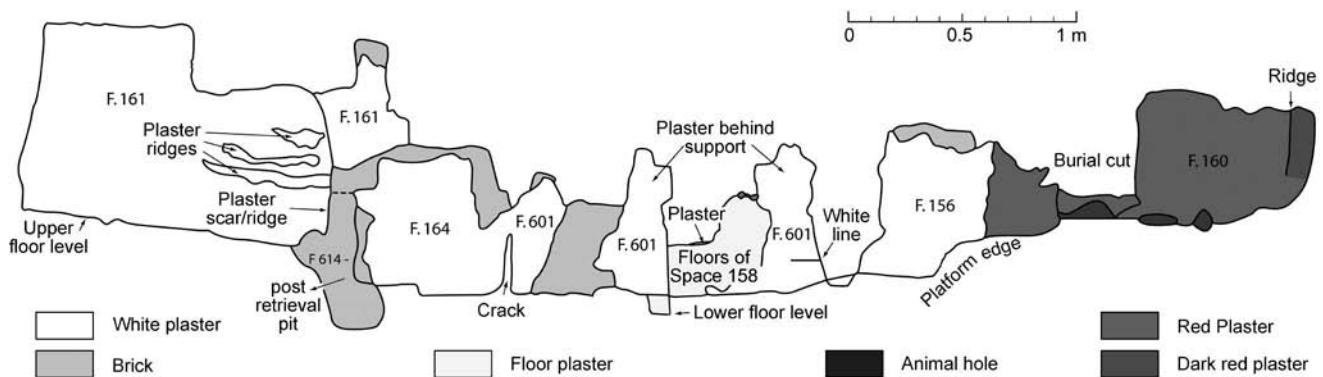 0 0.5 1 m
F.161
F.161
Plaster
ridges
Plaster
scar/ridge
Upper
floor level
F 614 -
post
retrieval
pit
F.164
F.601
Crack
F.601
Plaster behind
support
Plaster
Floors of
Space 158
F.601
White
line
Lower floor level
F.156
Platform edge
Burial cut
F.160
Ridge
White plaster
Brick
Floor plaster
Animal hole
Red Plaster
Dark red plaster